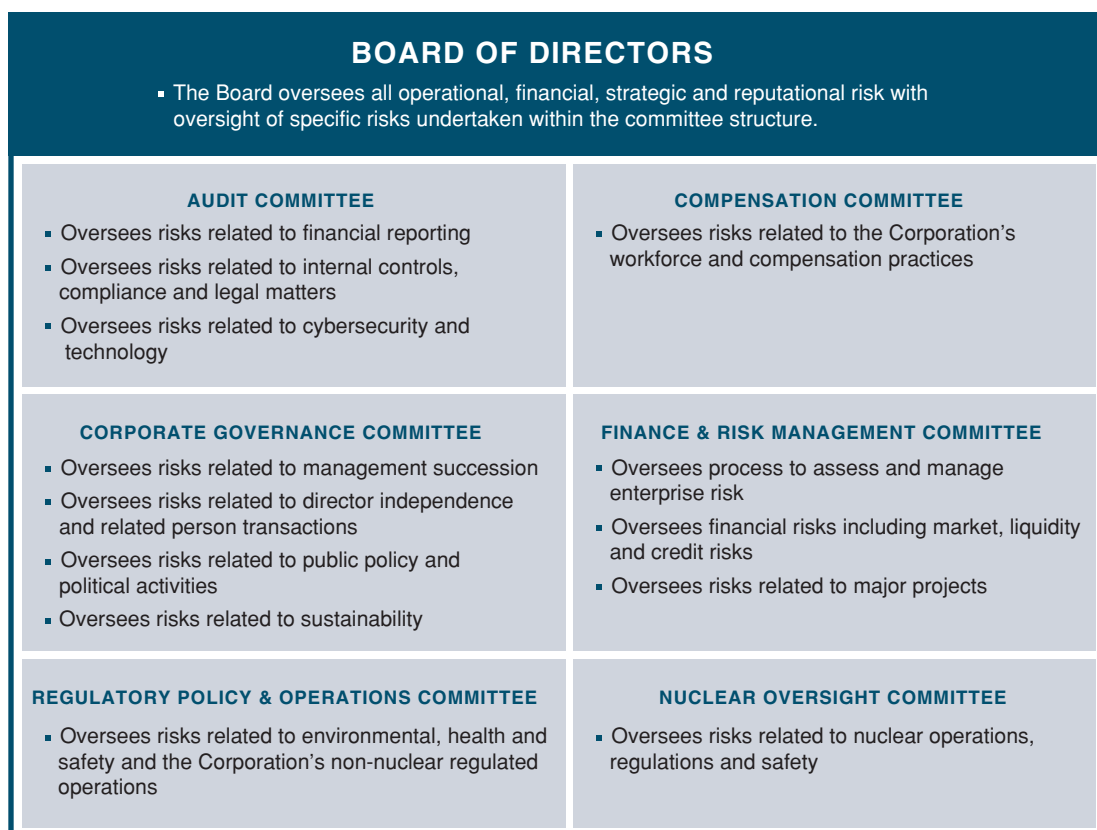 BOARD OF DIRECTORS
▪ The Board oversees all operational, financial, strategic and reputational risk with
oversight of specific risks undertaken within the committee structure.
AUDIT COMMITTEE
▪ Oversees risks related to financial reporting
▪ Oversees risks related to internal controls,
compliance and legal matters
▪ Oversees risks related to cybersecurity and
technology
COMPENSATION COMMITTEE
▪ Oversees risks related to the Corporation's
workforce and compensation practices
CORPORATE GOVERNANCE COMMITTEE
▪ Oversees risks related to management succession
▪ Oversees risks related to director independence
and related person transactions
▪ Oversees risks related to public policy and
political activities
▪ Oversees risks related to sustainability
FINANCE & RISK MANAGEMENT COMMITTEE
▪ Oversees process to assess and manage
enterprise risk
▪ Oversees financial risks including market, liquidity
and credit risks
▪ Oversees risks related to major projects
REGULATORY POLICY & OPERATIONS COMMITTEE
▪ Oversees risks related to environmental, health and
safety and the Corporation's non-nuclear regulated
operations
NUCLEAR OVERSIGHT COMMITTEE
▪ Oversees risks related to nuclear operations,
regulations and safety